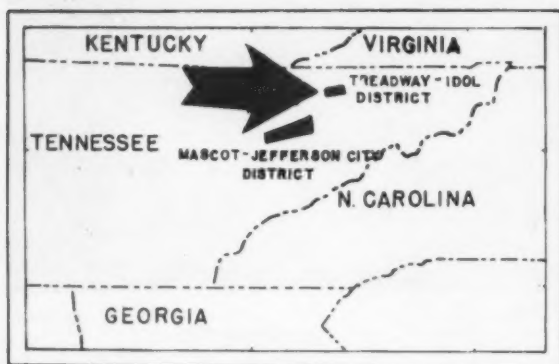 KENTUCKY VIRGINIA
TREADWAY-IDOL
DISTRICT
TENNESSEE
MASCOT-JEFFERSON CITY
DISTRICT
N. CAROLINA
GEORGIA